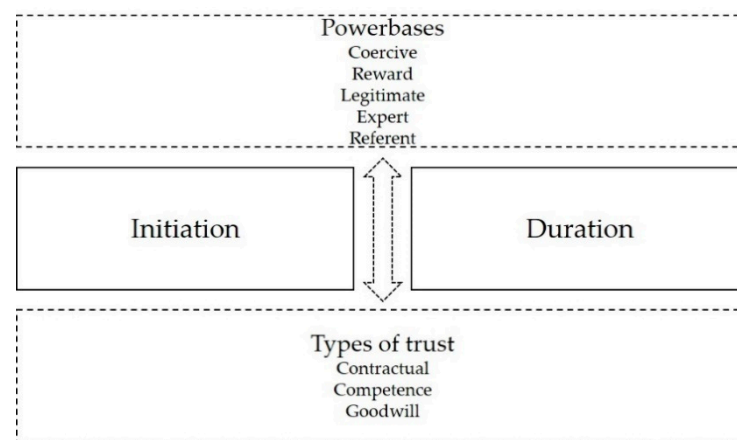 Powerbases
Coercive
Reward
Legitimate
Expert
Referent
Initiation
Duration
Types of trust
Contractual
Competence
Goodwill